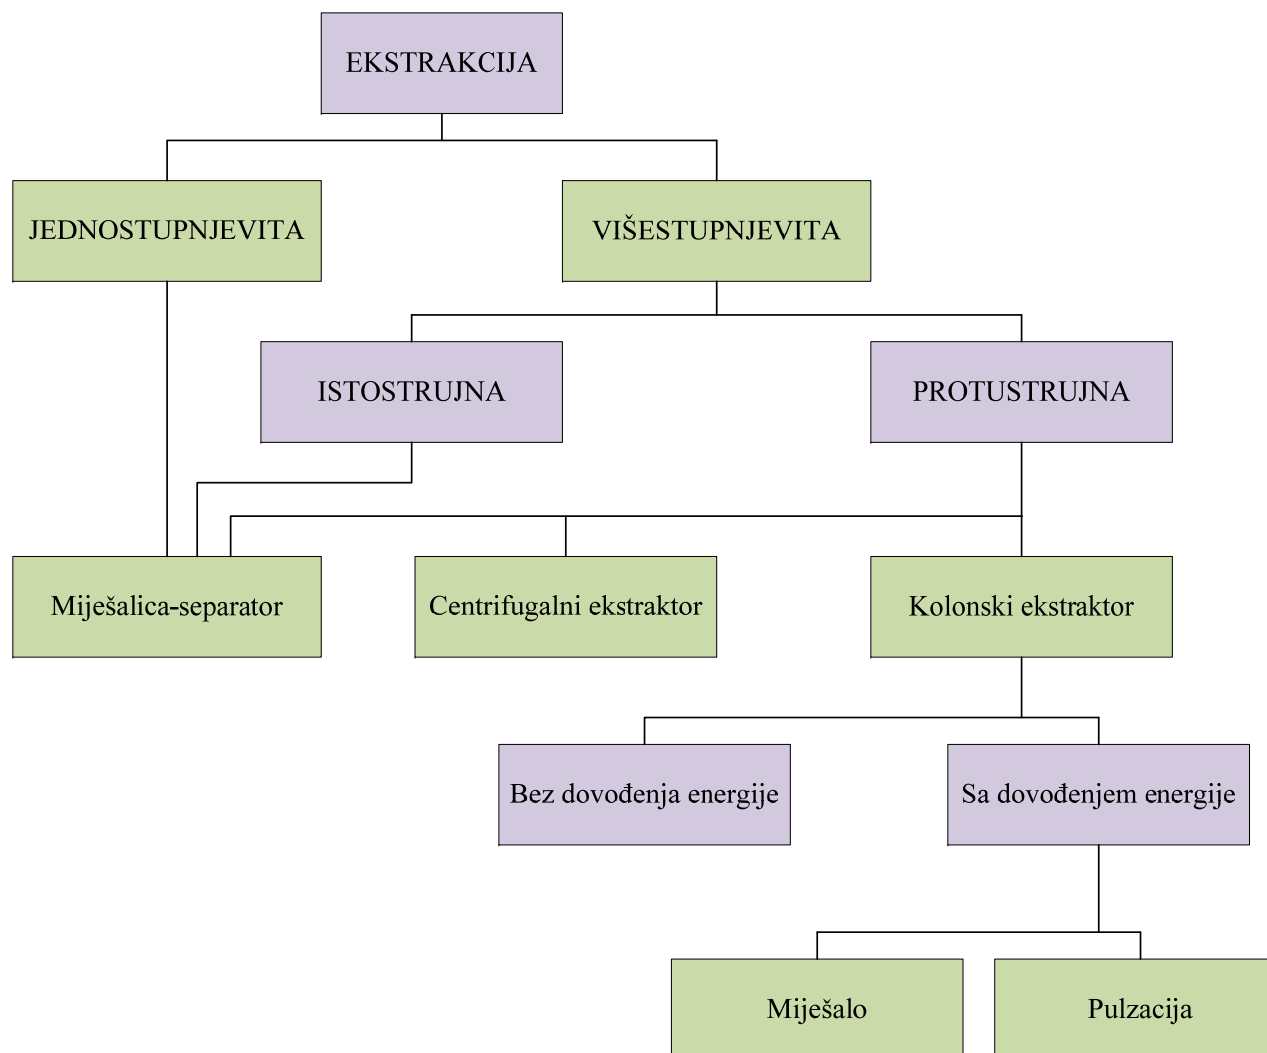 EKSTRAKCIJA
JEDNOSTUPNJEVITA
VIŠESTUPNJEVITA
ISTOSTRUJNA
PROTUSTRUJNA
Miješalica-separator
Centrifugalni ekstraktor
Kolonski ekstraktor
Bez dovođenja energije
Sa dovođenjem energije
Miješalo
Pulzacija